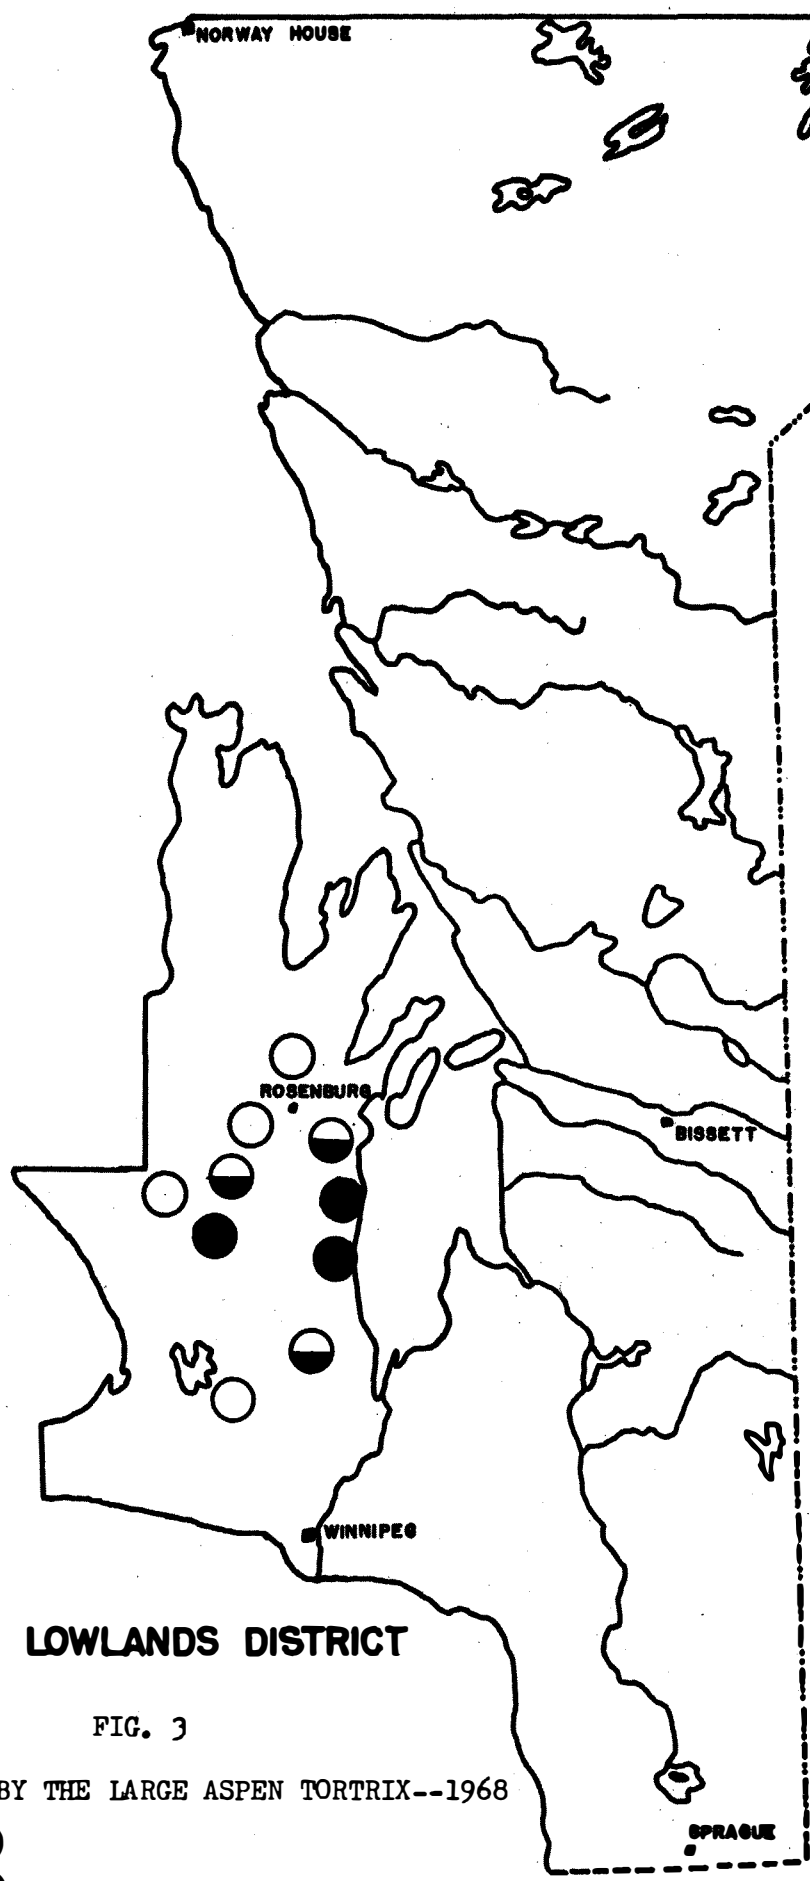 NORWAY HOUSE
ROSENBURG
BISSETT
WINNIPEG
LOWLANDS DISTRICT
FIG. 3
BY THE LARGE ASPEN TORTRIX--1968
)
SPRAGUE